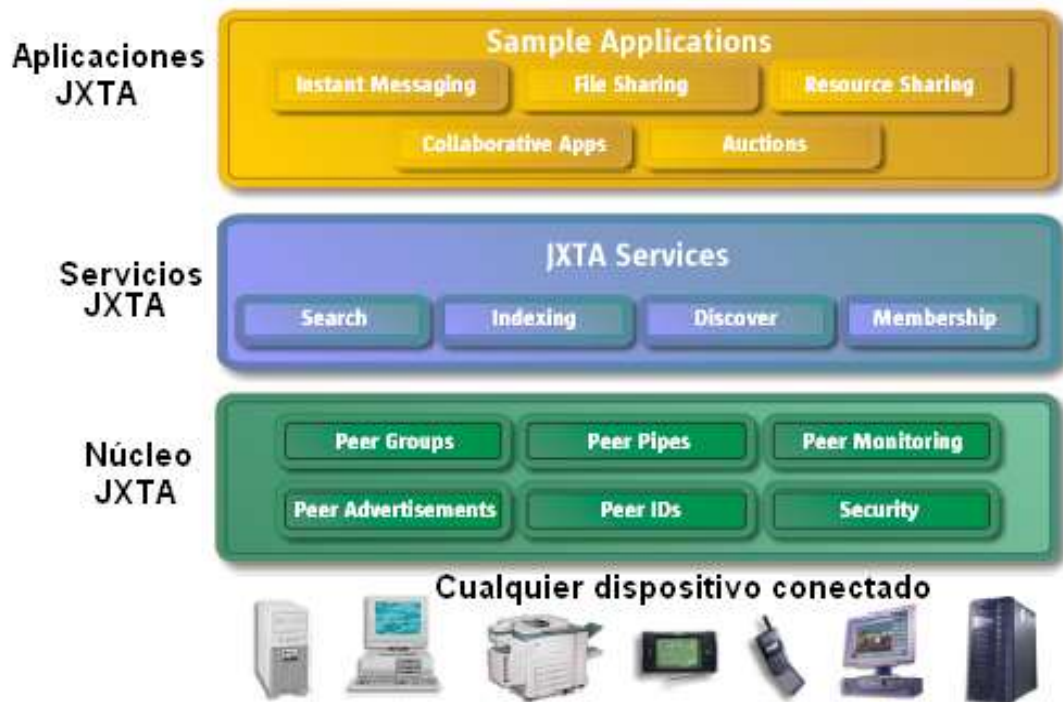 Aplicaciones
JXTA
Sample Applications
Instant Messaging
File Sharing
Resource Sharing
Collaborative Apps
Auctions
Servicios
JXTA
JXTA Services
Search
Indexing
Discover
Membership
Núcleo
JXTA
Peer Groups
Peer Pipes
Peer Monitoring
Peer Advertisements
Peer IDs
Security
Cualquier dispositivo conectado